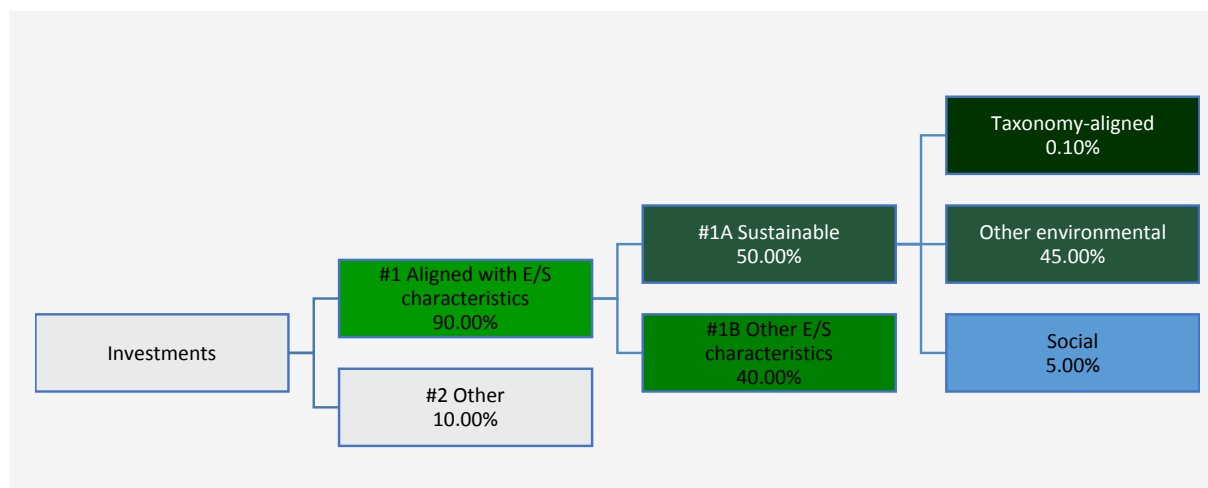 Investments
#1 Aligned with E/S
characteristics
90.00%
#2 Other
10.00%
#1A Sustainable
50.00%
#1B Other E/S
characteristics
40.00%
Taxonomy-aligned
0.10%
Other environmental
45.00%
Social
5.00%